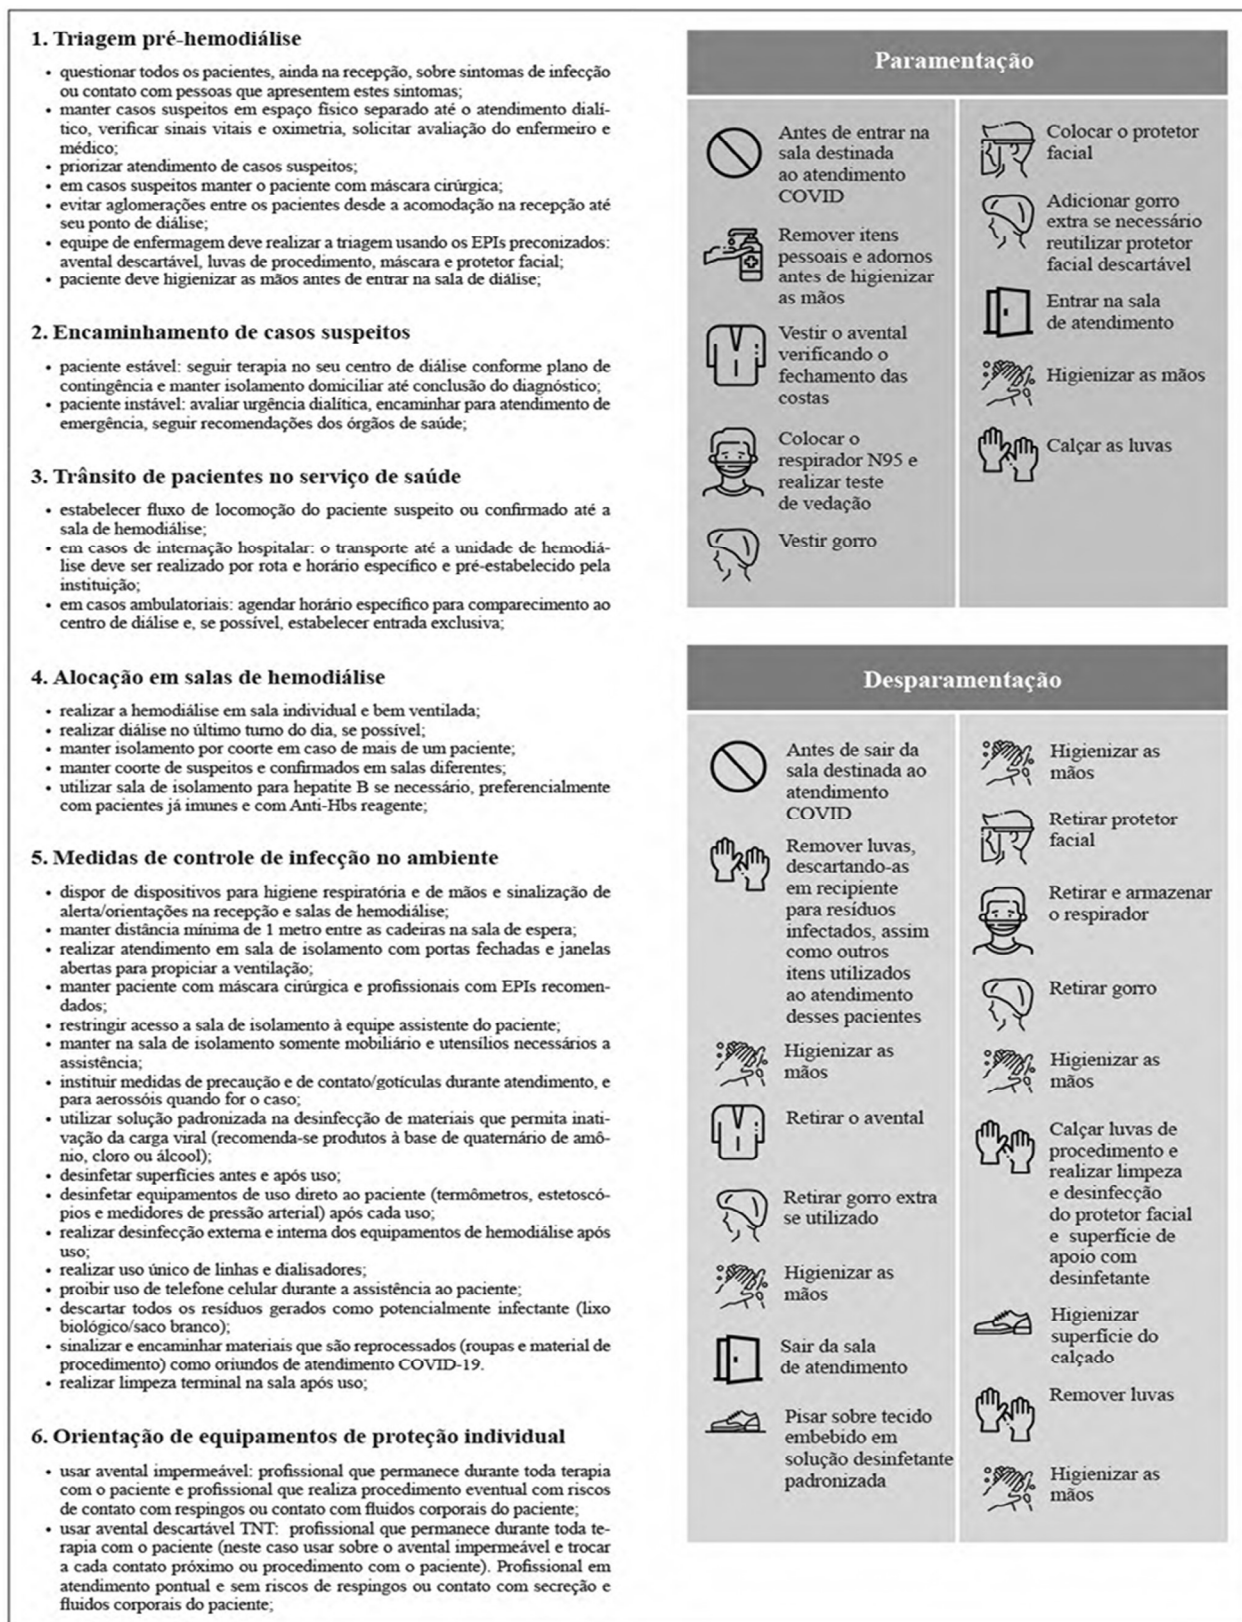 1. Triagem pré-hemodiálise
• questionar todos os pacientes, ainda na recepção, sobre sintomas de infecção
ou contato com pessoas que apresentem estes sintomas;
• manter casos suspeitos em espaço físico separado até o atendimento dialí-
tico, verificar sinais vitais e oximetria, solicitar avaliação do enfermeiro e
médico;
• priorizar atendimento de casos suspeitos;
• em casos suspeitos manter o paciente com máscara cirúrgica;
• evitar aglomerações entre os pacientes desde a acomodação na recepção até
seu ponto de diálise;
• equipe de enfermagem deve realizar a triagem usando os EPIs preconizados:
avental descartável, luvas de procedimento, máscara e protetor facial;
• paciente deve higienizar as mãos antes de entrar na sala de diálise;
2. Encaminhamento de casos suspeitos
• paciente estável: seguir terapia no seu centro de diálise conforme plano de
contingência e manter isolamento domiciliar até conclusão do diagnóstico;
• paciente instável: avaliar urgência dialítica, encaminhar para atendimento de
emergência, seguir recomendações dos órgãos de saúde;
3. Trânsito de pacientes no serviço de saúde
• estabelecer fluxo de locomoção do paciente suspeito ou confirmado até a
sala de hemodiálise;
• em casos de internação hospitalar: o transporte até a unidade de hemodiá-
lise deve ser realizado por rota e horário específico e pré-estabelecido pela
instituição;
• em casos ambulatoriais: agendar horário específico para comparecimento ao
centro de diálise e, se possível, estabelecer entrada exclusiva;
4. Alocação em salas de hemodiálise
• realizar a hemodiálise em sala individual e bem ventilada;
• realizar diálise no último turno do dia, se possível;
• manter isolamento por coorte em caso de mais de um paciente;
• manter coorte de suspeitos e confirmados em salas diferentes;
• utilizar sala de isolamento para hepatite B se necessário, preferencialmente
com pacientes já imunes e com Anti-Hbs reagente;
5. Medidas de controle de infecção no ambiente
• dispor de dispositivos para higiene respiratória e de mãos e sinalização de
alerta/orientações na recepção e salas de hemodiálise;
• manter distância mínima de 1 metro entre as cadeiras na sala de espera;
• realizar atendimento em sala de isolamento com portas fechadas e janelas
abertas para propiciar a ventilação;
• manter paciente com máscara cirúrgica e profissionais com EPIs recomen-
dados;
• restringir acesso a sala de isolamento à equipe assistente do paciente;
• manter na sala de isolamento somente mobiliário e utensílios necessários a
assistência;
• instituir medidas de precaução e de contato/gotículas durante atendimento, e
para aerossóis quando for o caso;
• utilizar solução padronizada na desinfecção de materiais que permita inati-
vação da carga viral (recomenda-se produtos à base de quaternário de amô-
nio, cloro ou álcool);
• desinfetar superfícies antes e após uso;
• desinfetar equipamentos de uso direto ao paciente (termômetros, estetoscó-
pios e medidores de pressão arterial) após cada uso;
• realizar desinfecção externa e interna dos equipamentos de hemodiálise após
uso;
• realizar uso único de linhas e dialisadores;
• proibir uso de telefone celular durante a assistência ao paciente;
• descartar todos os resíduos gerados como potencialmente infectante (lixo
biológico/saco branco);
• sinalizar e encaminhar materiais que são reprocessados (roupas e material de
procedimento) como oriundos de atendimento COVID-19.
• realizar limpeza terminal na sala após uso;
6. Orientação de equipamentos de proteção individual
• usar avental impermeável: profissional que permanece durante toda terapia
com o paciente e profissional que realiza procedimento eventual com riscos
de contato com respingos ou contato com fluidos corporais do paciente;
• usar avental descartável TNT: profissional que permanece durante toda te-
rapia com o paciente (neste caso usar sobre o avental impermeável e trocar
a cada contato próximo ou procedimento com o paciente). Profissional em
atendimento pontual e sem riscos de respingos ou contato com secreção e
fluidos corporais do paciente;
Paramentação
Antes de entrar na
sala destinada
ao atendimento
COVID
Remover itens
pessoais e adornos
antes de higienizar
as mãos
Vestir o avental
verificando o
fechamento das
costas
Colocar o
respirador N95 e
realizar teste
de vedação
Vestir gorro
Colocar o protetor
facial
Adicionar gorro
extra se necessário
reutilizar protetor
facial descartável
Entrar na sala
de atendimento
Higienizar as mãos
Calçar as luvas
Desparamentação
Antes de sair da
sala destinada ao
atendimento
COVID
Remover luvas,
descartando-as
em recipiente
para resíduos
infectados, assim
como outros
itens utilizados
ao atendimento
desses pacientes
Higienizar as
mãos
Retirar o avental
Retirar gorro extra
se utilizado
Higienizar as
mãos
Sair da sala
de atendimento
Pisar sobre tecido
embebido em
solução desinfetante
padronizada
Higienizar as
mãos
Retirar protetor
facial
Retirar e armazenar
o respirador
Retirar gorro
Higienizar as
mãos
Calçar luvas de
procedimento e
realizar limpeza
e desinfecção
do protetor facial
e superfície de
apoio com
desinfetante
Higienizar
superfície do
calçado
Remover luvas
Higienizar as
mãos